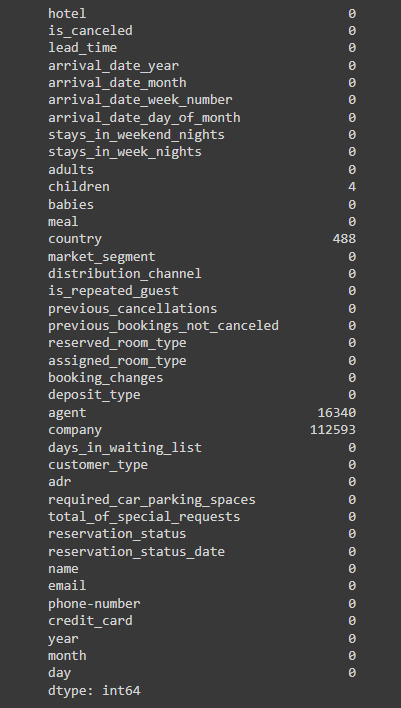 hotel 0
is_canceled 0
lead_time 0
arrival_date_year 0
arrival_date_month 0
arrival_date_week_number 0
arrival_date_day_of_month 0
stays_in_weekend_nights 0
stays_in_week_nights 0
adults 0
children 4
babies 0
meal 0
country 488
market_segment 0
distribution_channel 0
is_repeated_guest 0
previous_cancellations 0
previous_bookings_not_canceled 0
reserved_room_type 0
assigned_room_type 0
booking_changes 0
deposit_type 0
agent 16340
company 112593
days_in_waiting_list 0
customer_type 0
adr 0
required_car_parking_spaces 0
total_of_special_requests 0
reservation_status 0
reservation_status_date 0
name 0
email 0
phone-number 0
credit_card 0
year 0
month 0
day 0
dtype: int64